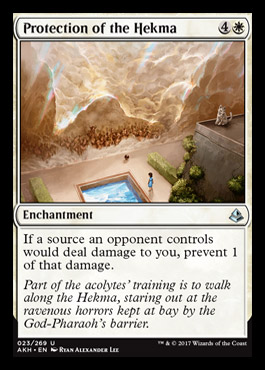 Protection of the Ḥekma 4
Enchantment
If a source an opponent controls
would deal damage to you, prevent 1
of that damage.
Part of the acolytes' training is to walk
along the Hekma, staring out at the
ravenous horrors kept at bay by the
God-Pharaoh's barrier.
023/269 U
AKH • EN Ryan Alexander Lee
™ & © 2017 Wizards of the Coast